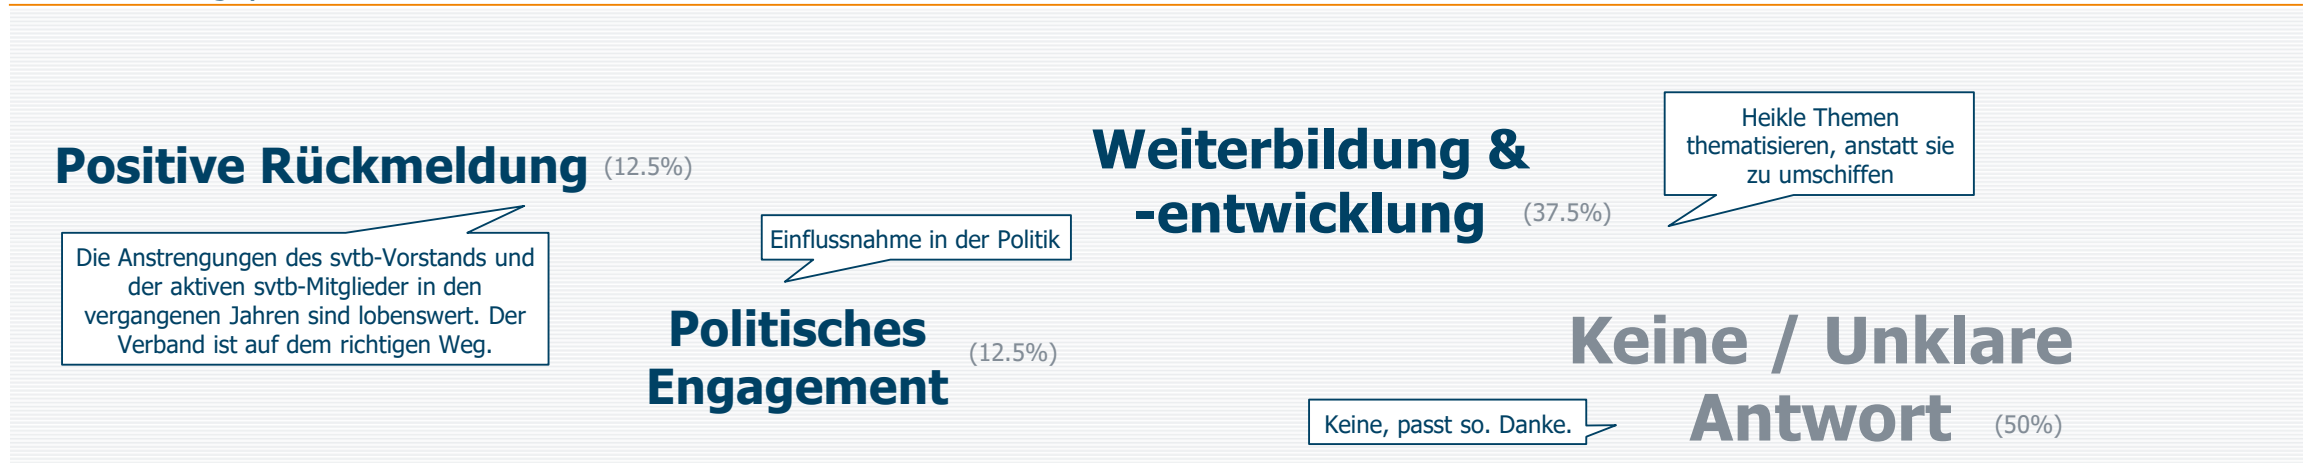 Positive Rückmeldung (12.5%)
Die Anstrengungen des svtb-Vorstands und
der aktiven svtb-Mitglieder in den
vergangenen Jahren sind lobenswert. Der
Verband ist auf dem richtigen Weg.
Einflussnahme in der Politik
Politisches
Engagement (12.5%)
Weiterbildung &
-entwicklung (37.5%)
Heikle Themen
thematisieren, anstatt sie
zu umschiffen
Keine / Unklare
Antwort (50%)
Keine, passt so. Danke.